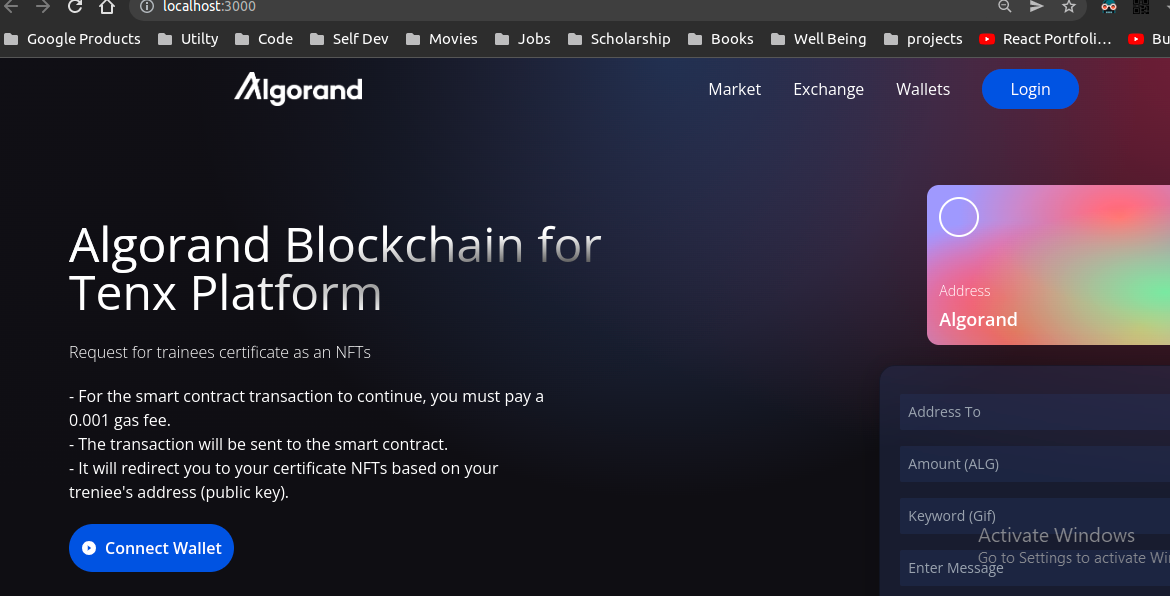 localhost:3000
Google Products Utilty Code Self Dev Movies Jobs Scholarship Books Well Being projects React Portfoli... Bu
Algorand Market Exchange Wallets Login
Algorand Blockchain for
Tenx Platform
Request for trainees certificate as an NFTs
- For the smart contract transaction to continue, you must pay a
0.001 gas fee.
- The transaction will be sent to the smart contract.
- It will redirect you to your certificate NFTs based on your
treniee's address (public key).
Connect Wallet
Address
Algorand
Address To
Amount (ALG)
Keyword (Gif)
Enter Message
Activate Windows
Go to Settings to activate Wi